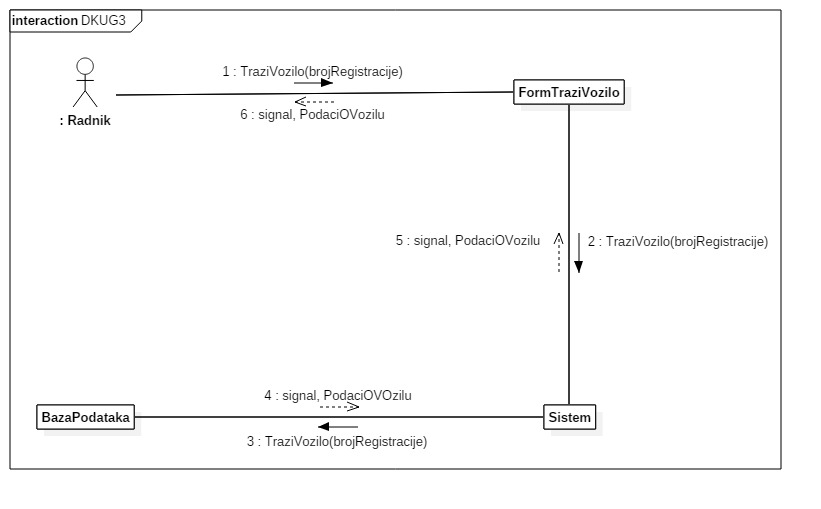 interaction DKUG3
1 : TraziVozilo(brojRegistracije)
FormTraziVozilo
6 : signal, PodaciOVozilu
: Radnik
5 : signal, PodaciOVozilu
2 : TraziVozilo(brojRegistracije)
4 : signal, PodaciOVOzilu
BazaPodataka
Sistem
3 : TraziVozilo(brojRegistracije)